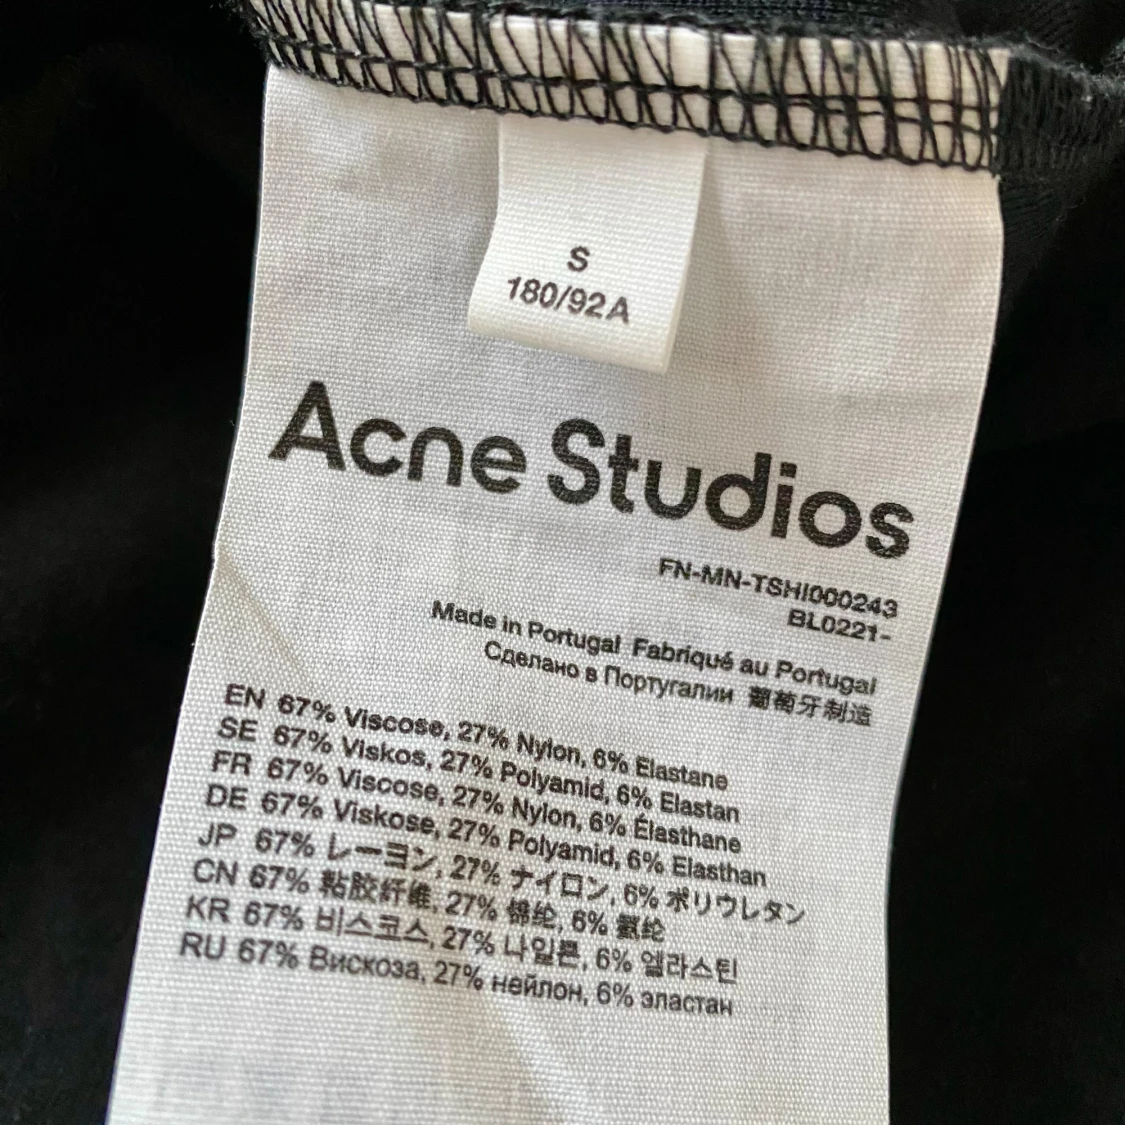 S
180/92A
Acne Studios
FN-MN-TSHI000243
BL0221-
Made in Portugal Fabriqué au Portugal
Сделано в Португалии 葡萄牙制造
EN 67% Viscose, 27% Nylon, 6% Elastane
SE 67% Viskos, 27% Polyamid, 6% Elastan
FR 67% Viscose, 27% Nylon, 6% Élasthane
DE 67% Viskose, 27% Polyamid, 6% Elasthan
JP 67% レーヨン, 27% ナイロン, 6% ポリウレタン
CN 67% 粘胶纤维, 27% 锦纶, 6% 氨纶
KR 67% 비스코스, 27% 나일론, 6% 엘라스틴
RU 67% Вискоза, 27% нейлон, 6% эластан